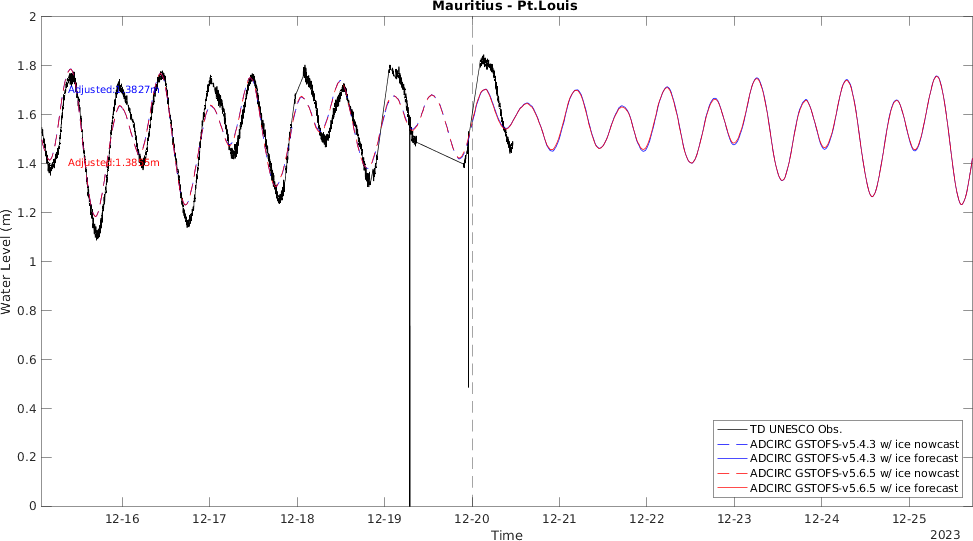 Mauritius - Pt.Louis
2
1.8
1.6
1.4
1.2
1
0.8
0.6
0.4
0.2
0
Water Level (m)
Adjusted:
Adjusted:
TD UNESCO Obs.
ADCIRC GSTOFS-v5.4.3 w/ ice nowcast
ADCIRC GSTOFS-v5.4.3 w/ ice forecast
ADCIRC GSTOFS-v5.6.5 w/ ice nowcast
ADCIRC GSTOFS-v5.6.5 w/ ice forecast
12-16 12-17 12-18 12-19 12-20 12-21 12-22 12-23 12-24 12-25
Time
2023